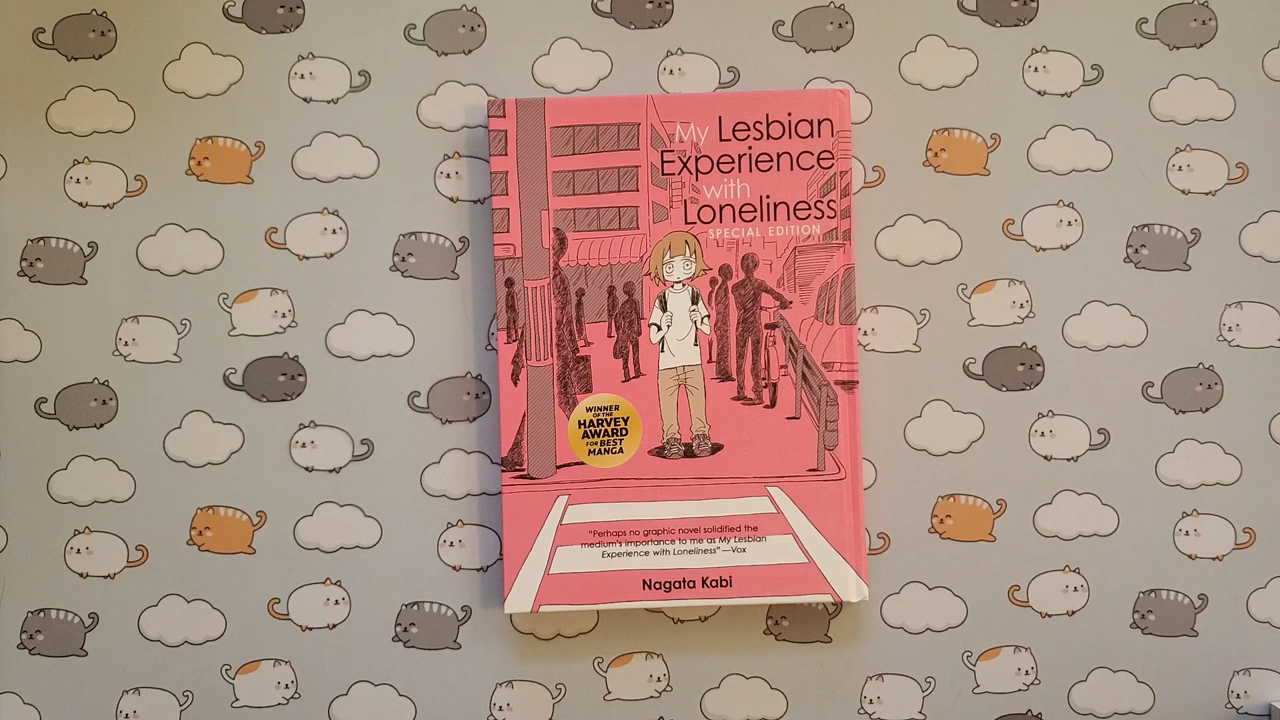 My Lesbian
Experience
with
Loneliness
SPECIAL EDITION
WINNER
OF THE
HARVEY
AWARD
FOR BEST
MANGA
"Perhaps no graphic novel solidified the
medium's importance to me as My Lesbian
Experience with Loneliness" —Vox
Nagata Kabi